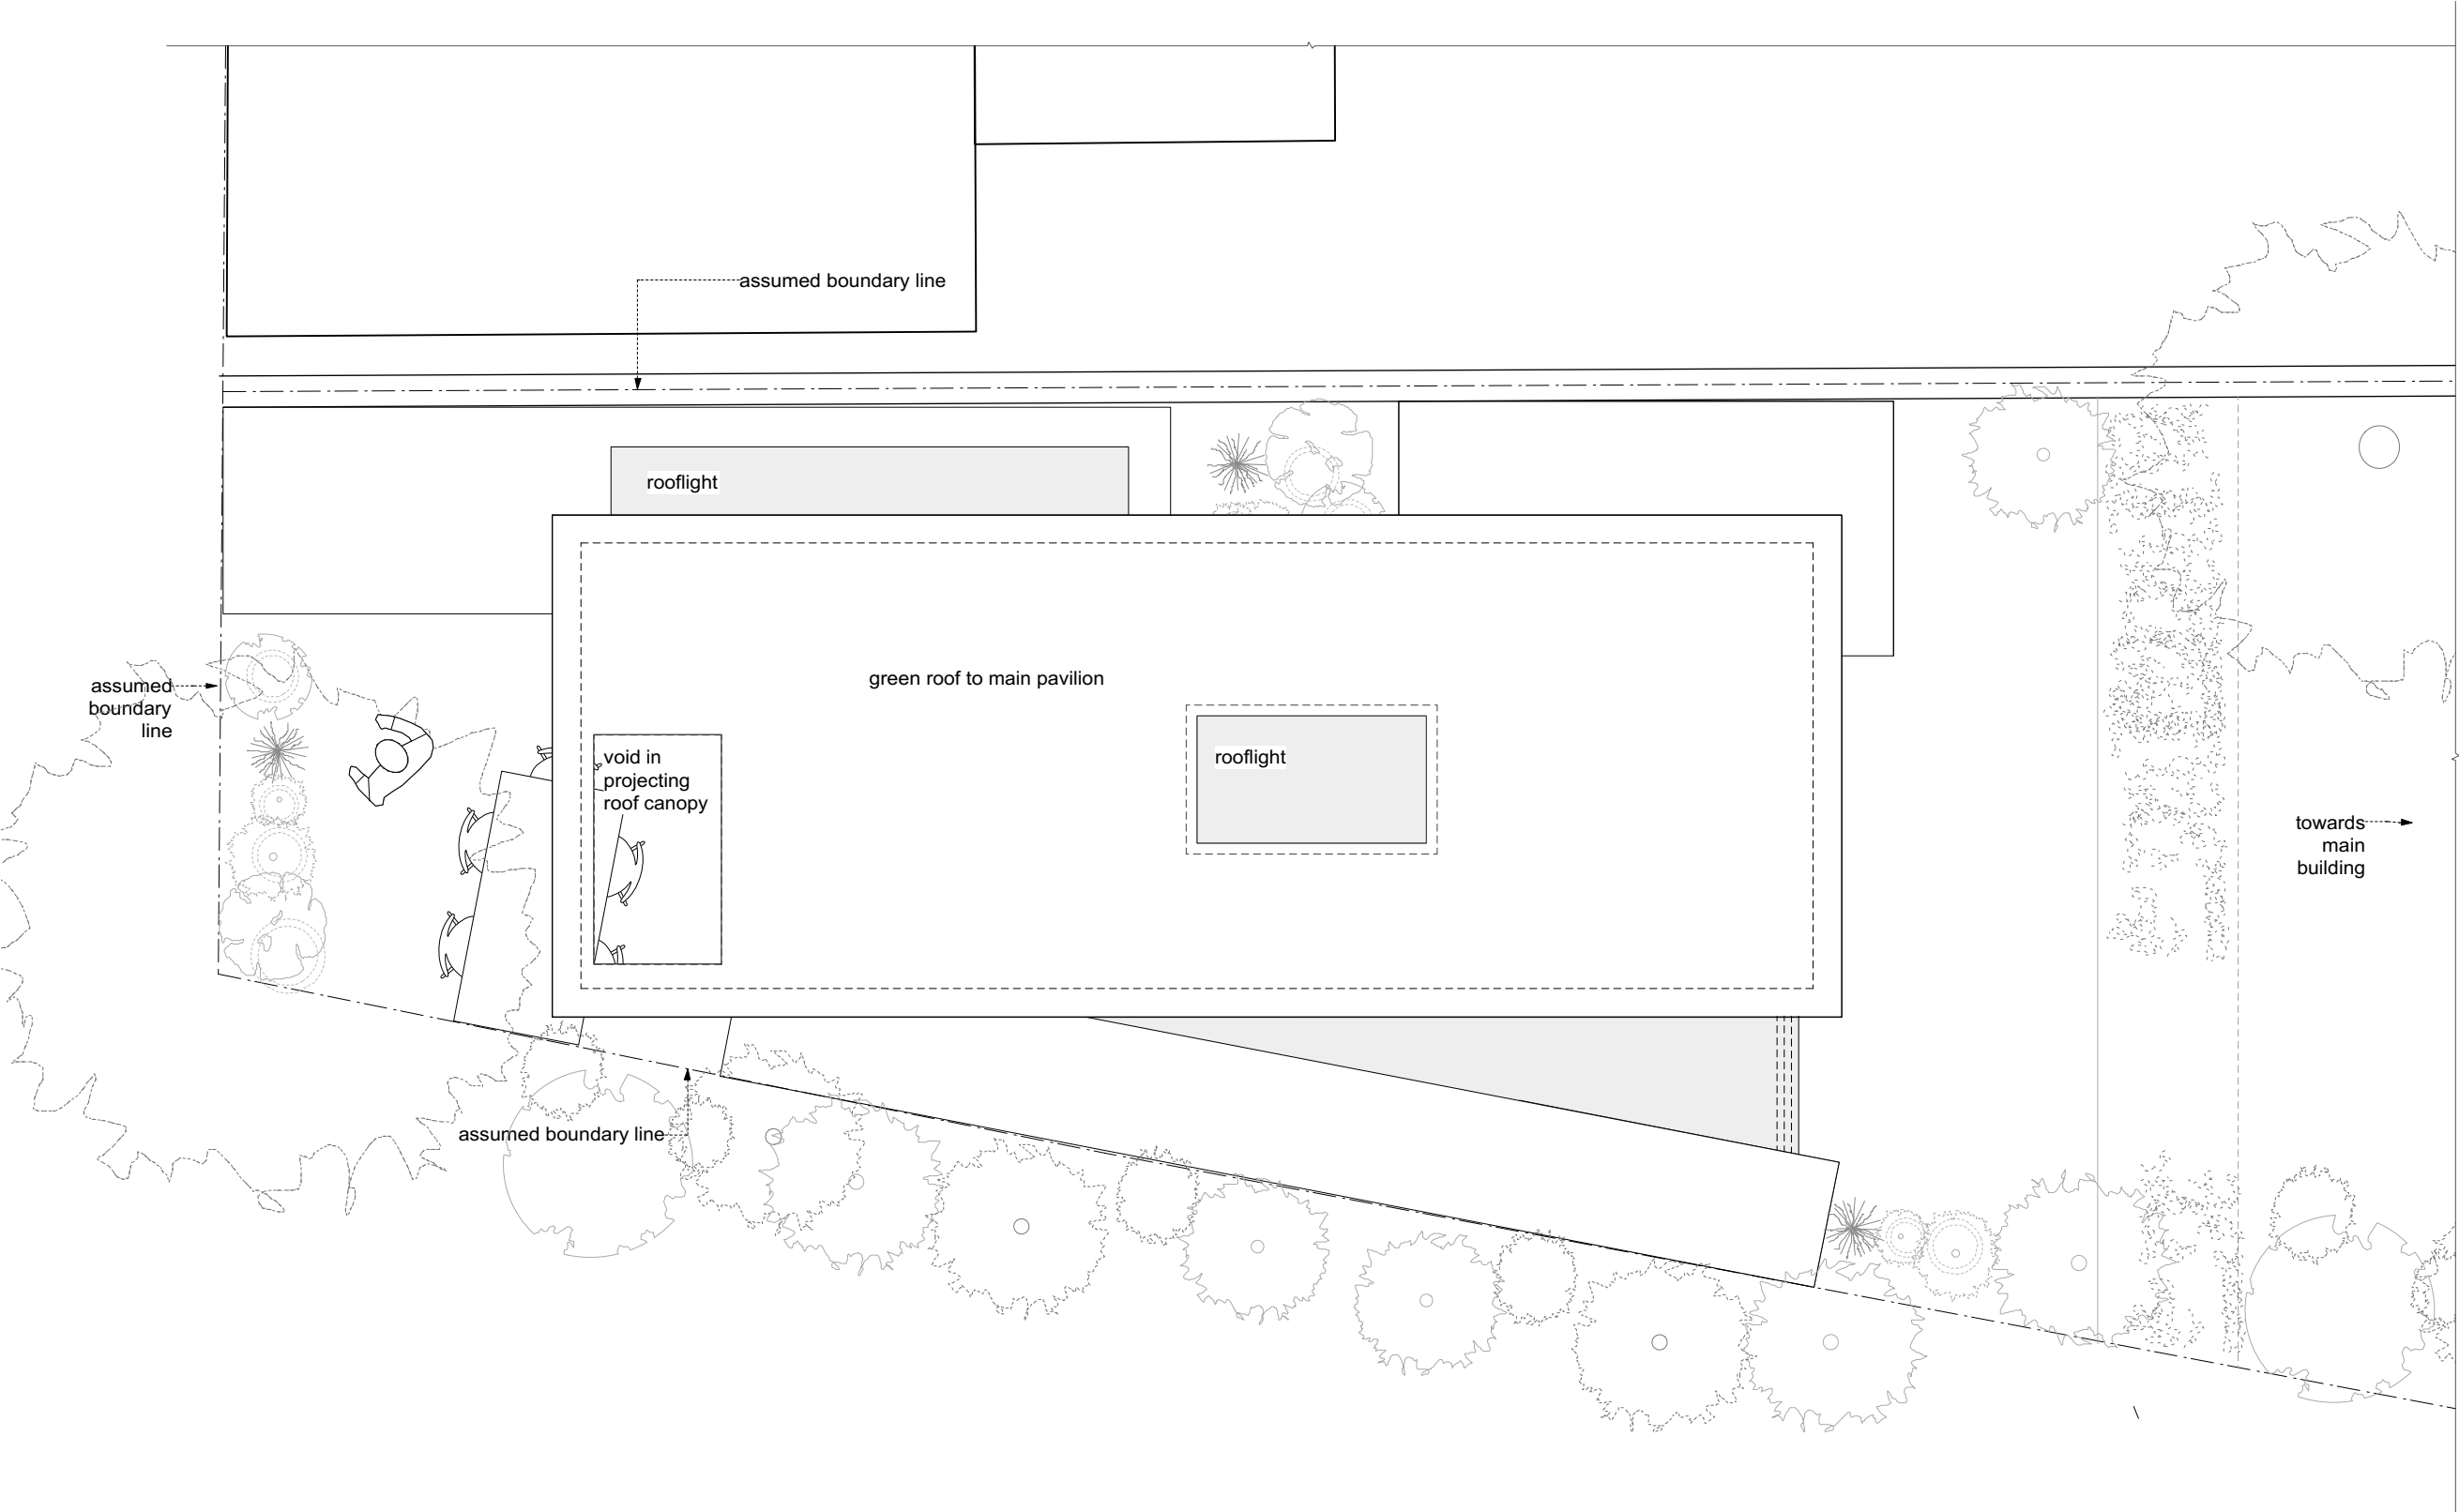 assumed boundary line
rooflight
green roof to main pavilion
assumed
boundary
line
void in
projecting
roof canopy
rooflight
towards
main
building
assumed boundary line